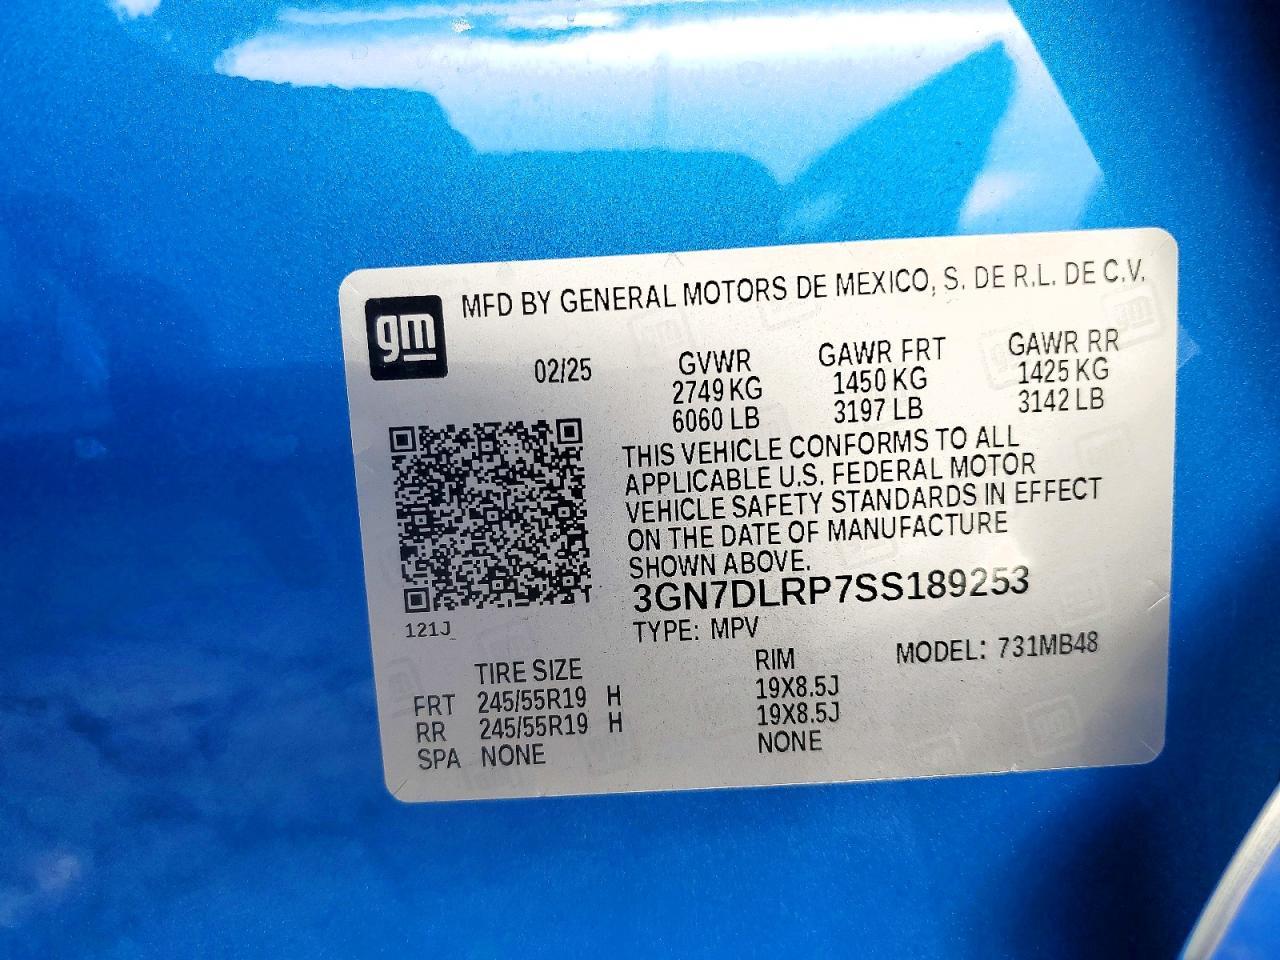 gm
MFD BY GENERAL MOTORS DE MEXICO, S. DE R.L. DE C.V.
02/25 GVWR GAWR FRT GAWR RR
2749 KG 1450 KG 1425 KG
6060 LB 3197 LB 3142 LB
THIS VEHICLE CONFORMS TO ALL
APPLICABLE U.S. FEDERAL MOTOR
VEHICLE SAFETY STANDARDS IN EFFECT
ON THE DATE OF MANUFACTURE
SHOWN ABOVE.
3GN7DLRP7SS189253
121J TYPE: MPV
TIRE SIZE RIM MODEL: 731MB48
FRT 245/55R19 H 19X8.5J
RR 245/55R19 H 19X8.5J
SPA NONE NONE